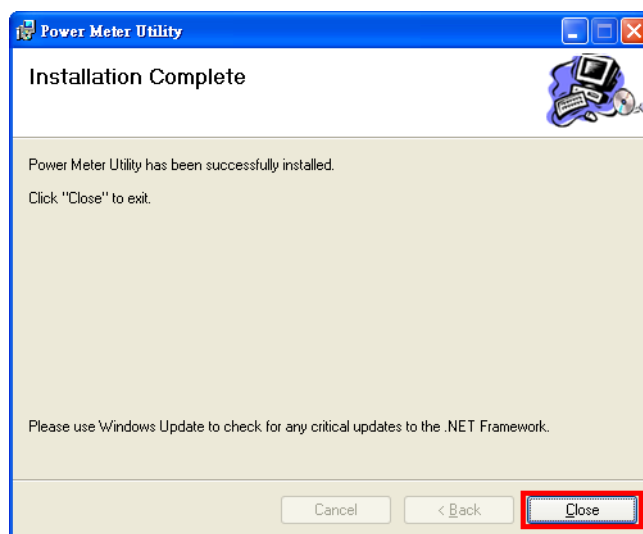 Power Meter Utility
Installation Complete
Power Meter Utility has been successfully installed.
Click "Close" to exit.
Please use Windows Update to check for any critical updates to the .NET Framework.
Cancel
< Back
Close